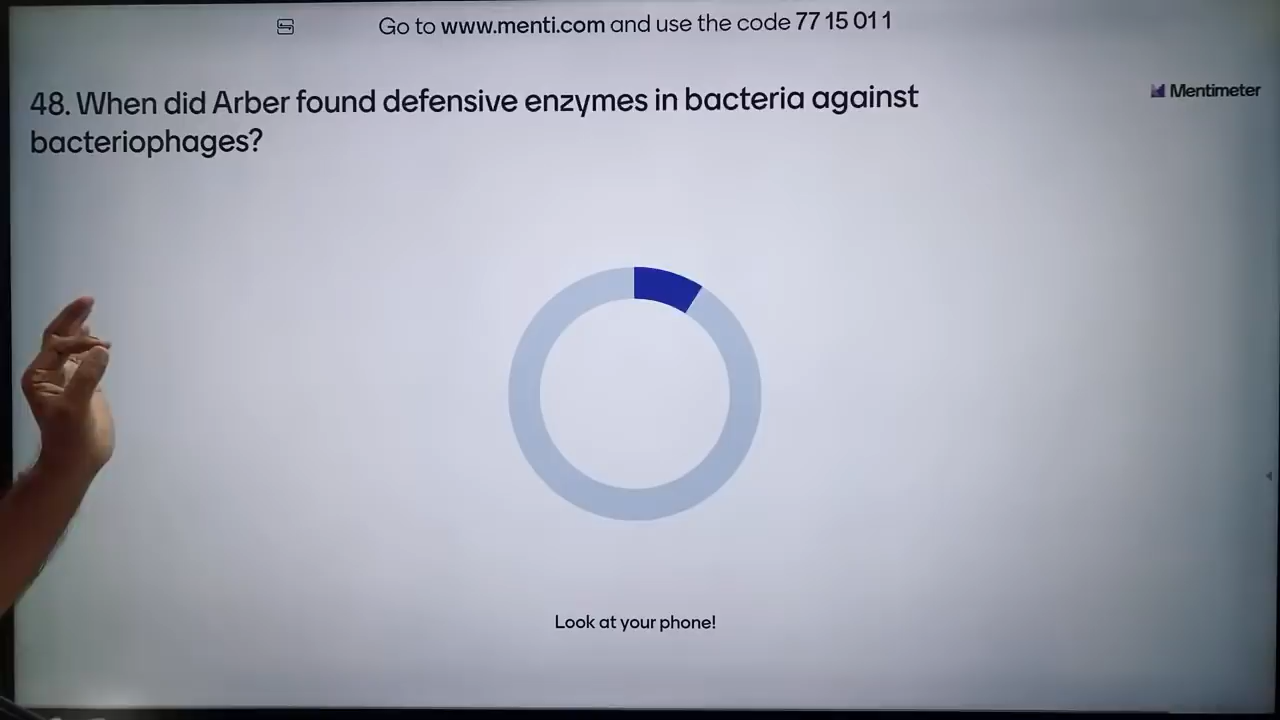 Go to www.menti.com and use the code 77 15 01 1
48. When did Arber found defensive enzymes in bacteria against
bacteriophages?
Mentimeter
Look at your phone!